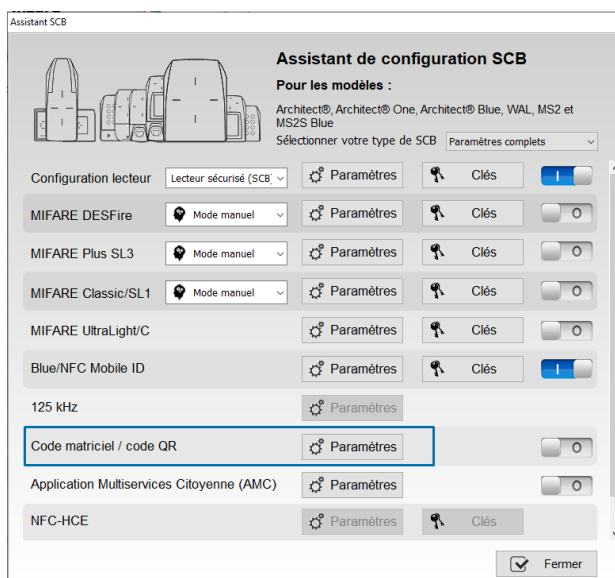 Assistant SCB
Assistant de configuration SCB
Pour les modèles :
Architect®, Architect® One, Architect® Blue, WAL, MS2 et
MS2S Blue
Sélectionner votre type de SCB Paramètres complets
Configuration lecteur Lecteur sécurisé (SCB) Paramètres Clés I
MIFARE DESFire Mode manuel Paramètres Clés O
MIFARE Plus SL3 Mode manuel Paramètres Clés O
MIFARE Classic/SL1 Mode manuel Paramètres Clés O
MIFARE UltraLight/C Paramètres Clés O
Blue/NFC Mobile ID Paramètres Clés I
125 kHz Paramètres
Code matriciel / code QR Paramètres O
Application Multiservices Citoyenne (AMC) Paramètres O
NFC-HCE Paramètres Clés
Fermer